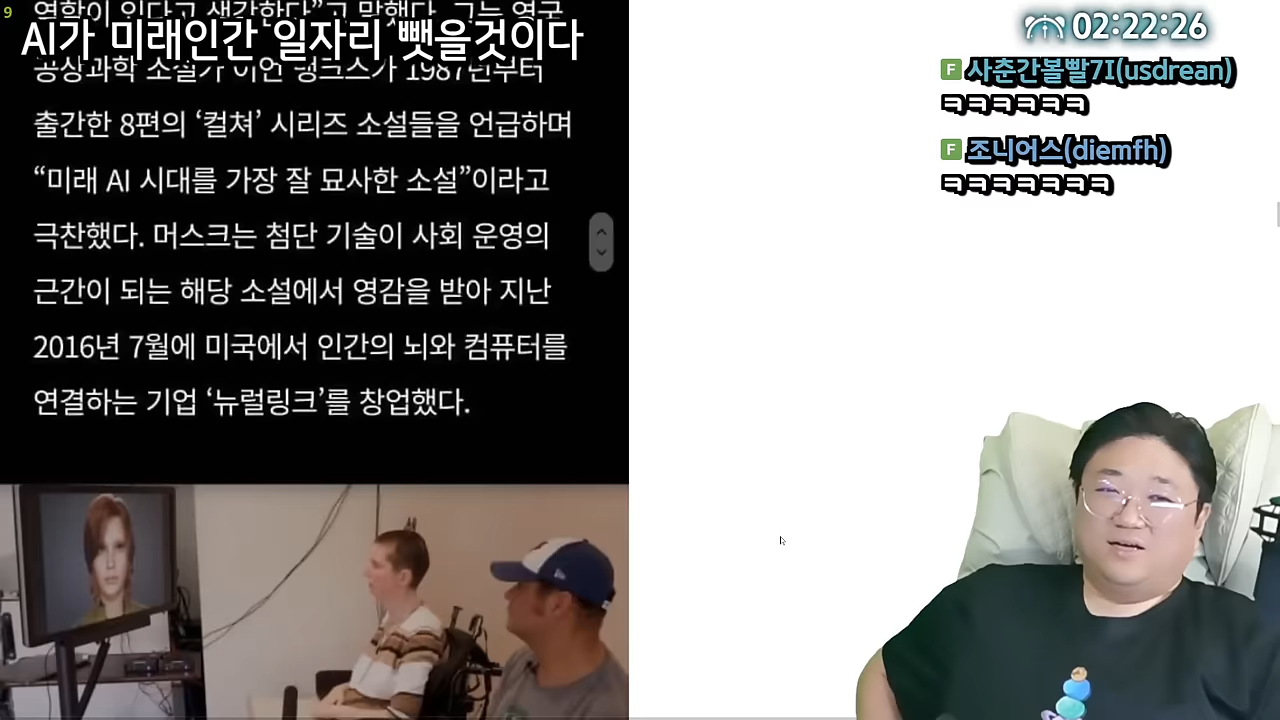 9
AI가 미래인간 일자리 뺏을것이다
출간한 8편의 ‘컬쳐’ 시리즈 소설들을 언급하며
“미래 AI 시대를 가장 잘 묘사한 소설”이라고
극찬했다. 머스크는 첨단 기술이 사회 운영의
근간이 되는 해당 소설에서 영감을 받아 지난
2016년 7월에 미국에서 인간의 뇌와 컴퓨터를
연결하는 기업 ‘뉴럴링크’를 창업했다.
02:22:26
F 사춘간볼빨7I(usdrean)
ㅋㅋㅋㅋㅋㅋ
F 조니어스(diemfh)
ㅋㅋㅋㅋㅋㅋㅋ